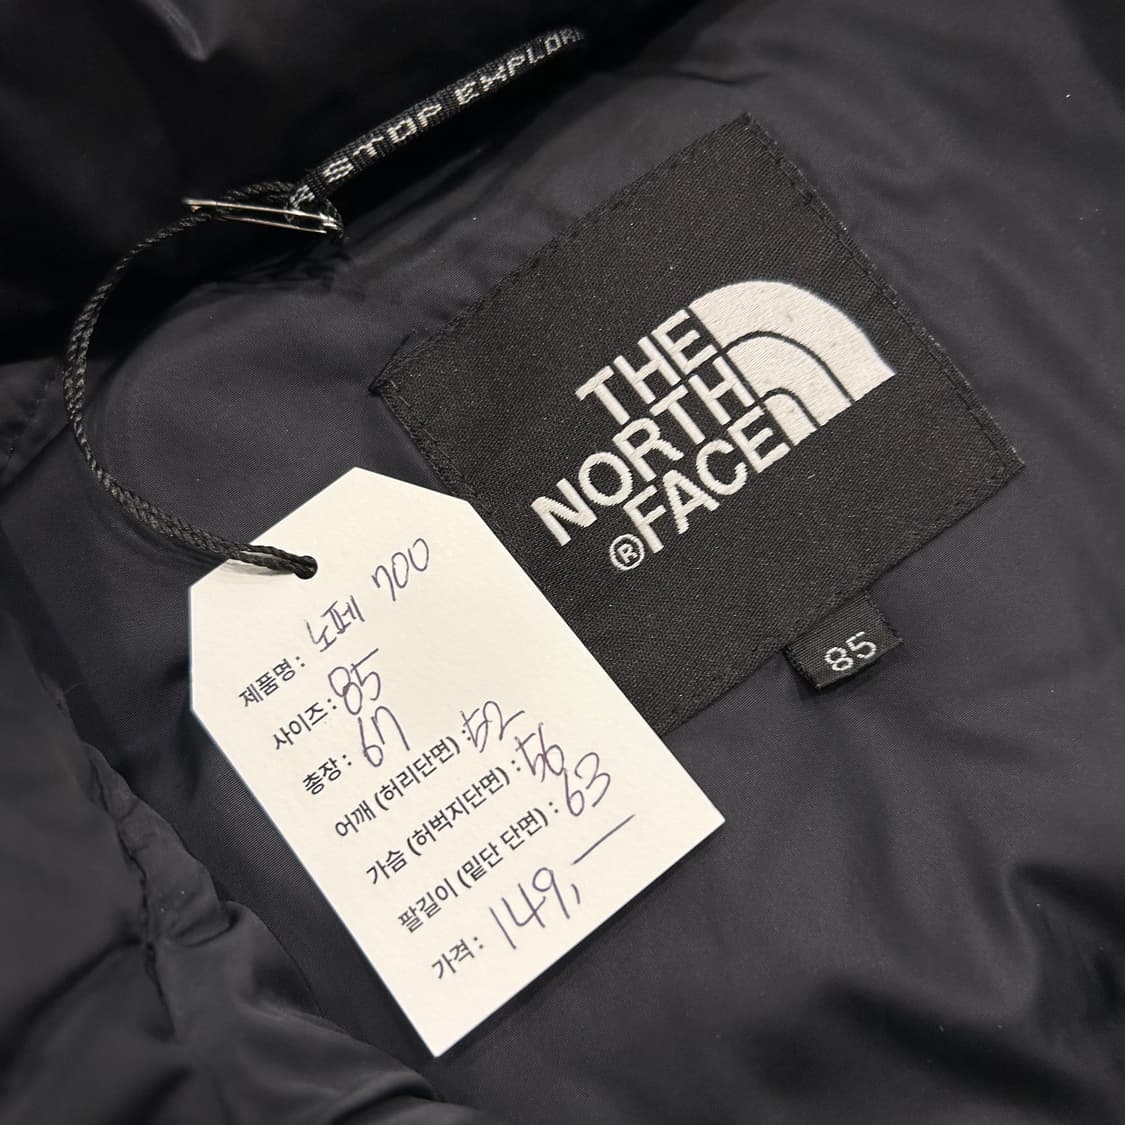 STOP EXPLOR
THE
NORTH
FACE
®
85
제품명 : 노페 700
사이즈 : 85
총장 : 67
어깨 (허리단면) : 52
가슴 (허벅지단면) : 56
팔길이 (밑단 단면) : 63
가격 : 149,—